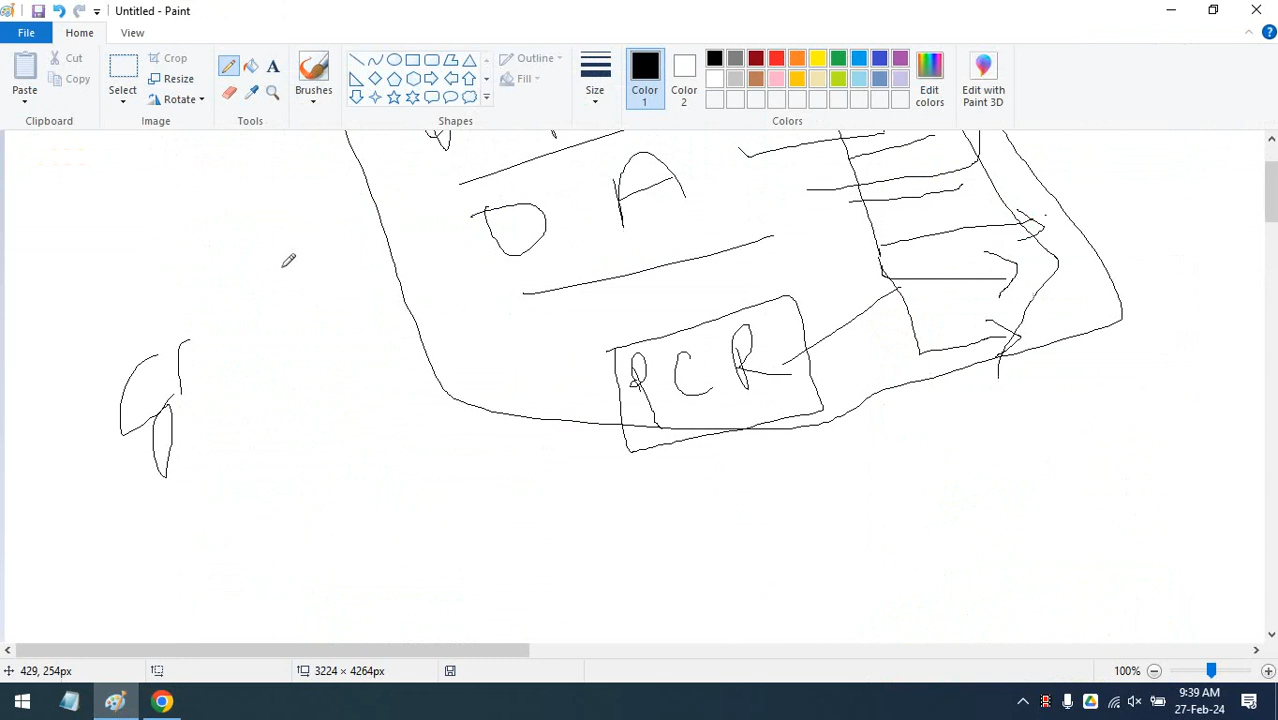 Untitled - Paint
File
Home
View
Paste
Cut
Copy
Clipboard
Select
Crop
Resize
Rotate
Image
Tools
Brushes
Shapes
Outline
Fill
Size
Color
1
Color
2
Colors
Edit
colors
Edit with
Paint 3D
D A
PCR
429, 254px
3224 × 4264px
100%
9:39 AM
27-Feb-24